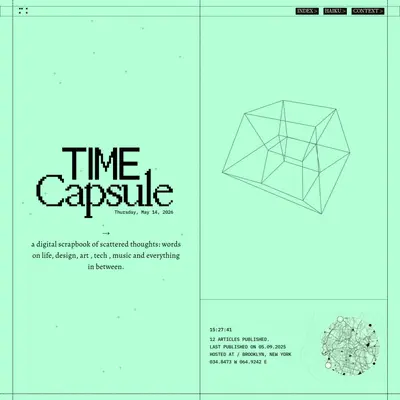 INDEX >
HAIKU >
CONTEXT >
TIME
Capsule
Thursday, May 14, 2026
→
a digital scrapbook of scattered thoughts: words
on life, design, art , tech , music and everything
in between.
15:27:41
12 ARTICLES PUBLISHED.
LAST PUBLISHED ON 05.09.2025
HOSTED AT / BROOKLYN, NEW YORK
034.8473 W 064.9242 E